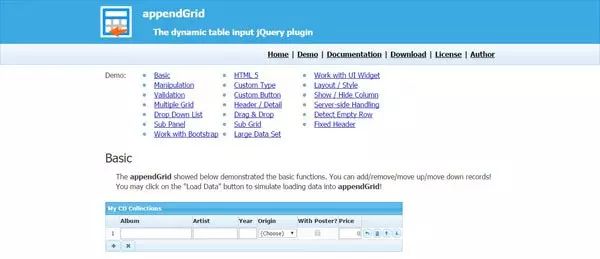 appendGrid
The dynamic table input jQuery plugin
Home | Demo | Documentation | Download | License | Author
Demo: Basic HTML 5 Work with UI Widget
Manipulation Custom Type Layout / Style
Validation Custom Button Show / Hide Column
Multiple Grid Header / Detail Server-side Handling
Drop Down List Drag & Drop Detect Empty Row
Sub Panel Sub Grid Fixed Header
Work with Bootstrap Large Data Set
Basic
The appendGrid showed below demonstrated the basic functions. You can add/remove/move up/move down records!
You may click on the "Load Data" button to simulate loading data into appendGrid!
My CD Collections
Album Artist Year Origin With Poster? Price
1 {Choose} 0